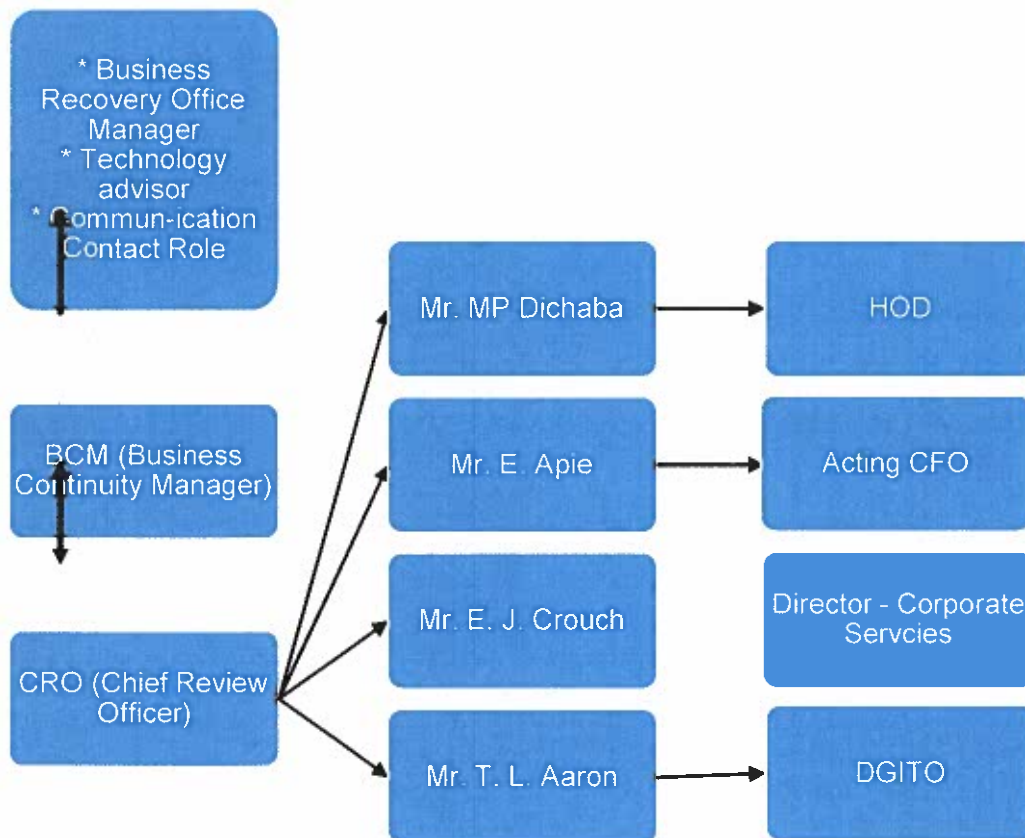 * Business
Recovery Office
Manager
* Technology
advisor
* Commun-ication
Contact Role
Mr. MP Dichaba
HOD
BCM (Business
Continuity Manager)
Mr. E. Apie
Acting CFO
Mr. E. J. Crouch
Director - Corporate
Servcies
CRO (Chief Review
Officer)
Mr. T. L. Aaron
DGITO